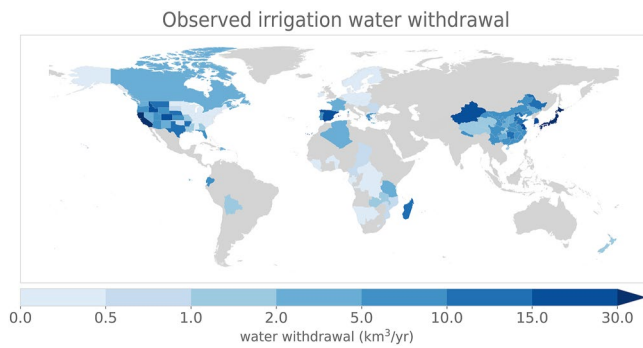 Observed irrigation water withdrawal
0.0 0.5 1.0 2.0 5.0 10.0 15.0 30.0
water withdrawal (km³/yr)